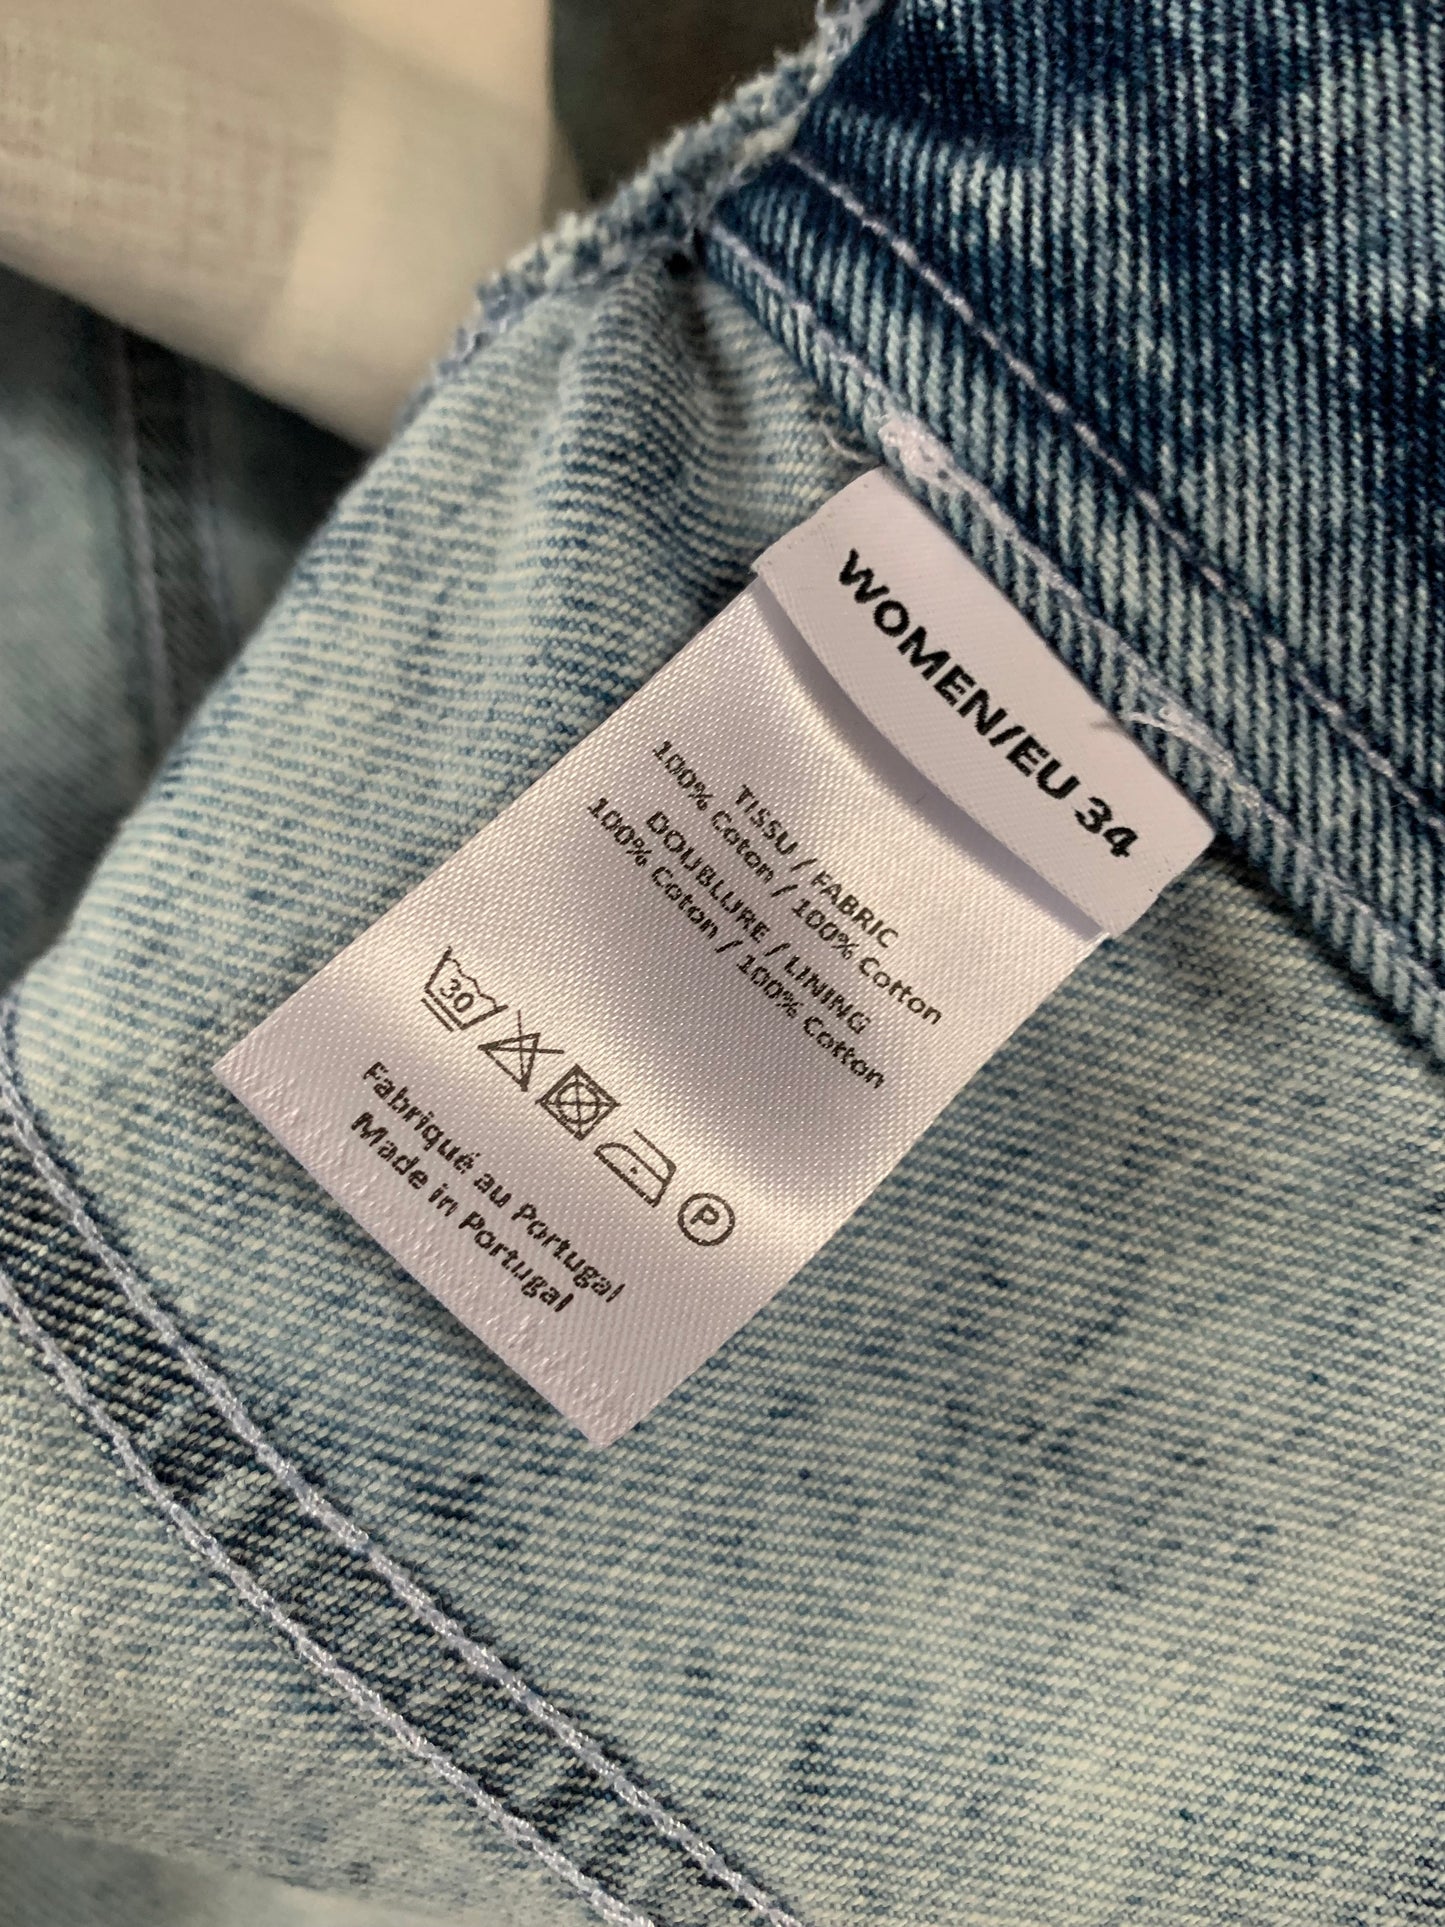 WOMEN/EU 34
TISSU / FABRIC
100% Coton / 100% Cotton
DOUBLURE / LINING
100% Coton / 100% Cotton
30 P
Fabriqué au Portugal
Made in Portugal